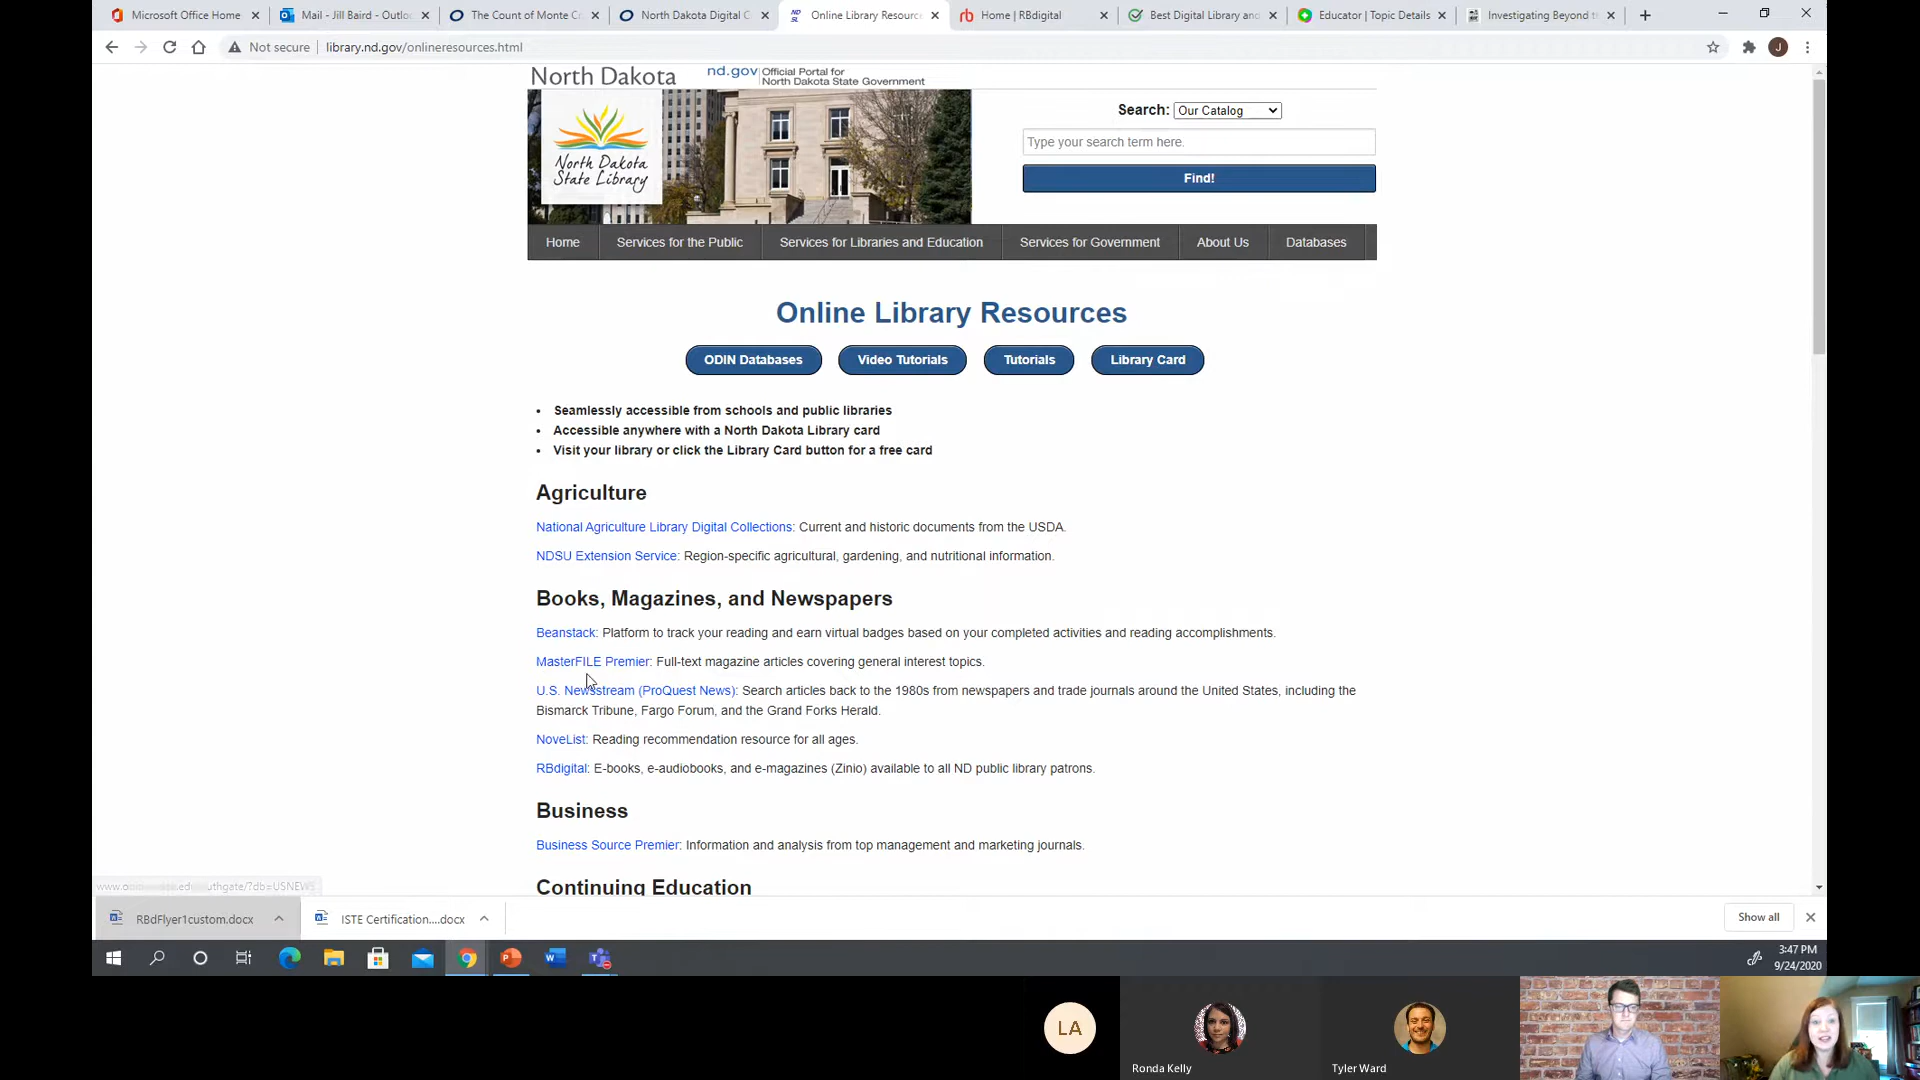 Microsoft Office Home
Mail - Jill Baird - Outloo
The Count of Monte C
North Dakota Digital C
Online Library Resourc
Home | RBdigital
Best Digital Library and
Educator | Topic Details
Investigating Beyond t
Not secure | library.nd.gov/onlineresources.html
J
North Dakota
nd.gov
Official Portal for
North Dakota State Government
North Dakota
State Library
Search: Our Catalog
Type your search term here.
Find!
Home
Services for the Public
Services for Libraries and Education
Services for Government
About Us
Databases
Online Library Resources
ODIN Databases
Video Tutorials
Tutorials
Library Card
• Seamlessly accessible from schools and public libraries
• Accessible anywhere with a North Dakota Library card
• Visit your library or click the Library Card button for a free card
Agriculture
National Agriculture Library Digital Collections: Current and historic documents from the USDA.
NDSU Extension Service: Region-specific agricultural, gardening, and nutritional information.
Books, Magazines, and Newspapers
Beanstack: Platform to track your reading and earn virtual badges based on your completed activities and reading accomplishments.
MasterFILE Premier: Full-text magazine articles covering general interest topics.
U.S. Newsstream (ProQuest News): Search articles back to the 1980s from newspapers and trade journals around the United States, including the
Bismarck Tribune, Fargo Forum, and the Grand Forks Herald.
NoveList: Reading recommendation resource for all ages.
RBdigital: E-books, e-audiobooks, and e-magazines (Zinio) available to all ND public library patrons.
Business
Business Source Premier: Information and analysis from top management and marketing journals.
Continuing Education
RBdFlyer1custom.docx
ISTE Certification....docx
Show all
3:47 PM
9/24/2020
LA
Ronda Kelly
Tyler Ward